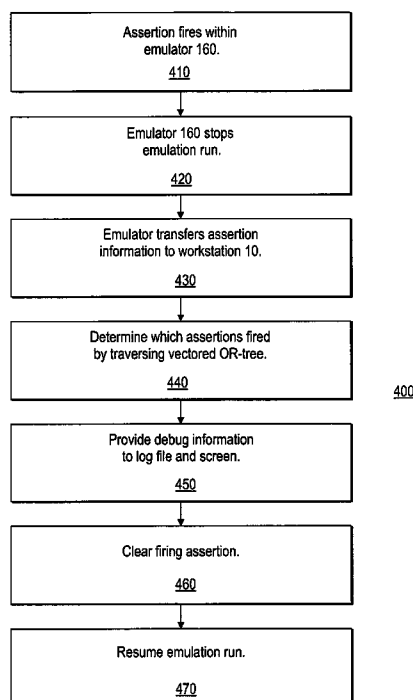 Assertion fires within
emulator 160.
410
Emulator 160 stops
emulation run.
420
Emulator transfers assertion
information to workstation 10.
430
Determine which assertions fired
by traversing vectored OR-tree.
440
400
Provide debug information
to log file and screen.
450
Clear firing assertion.
460
Resume emulation run.
470